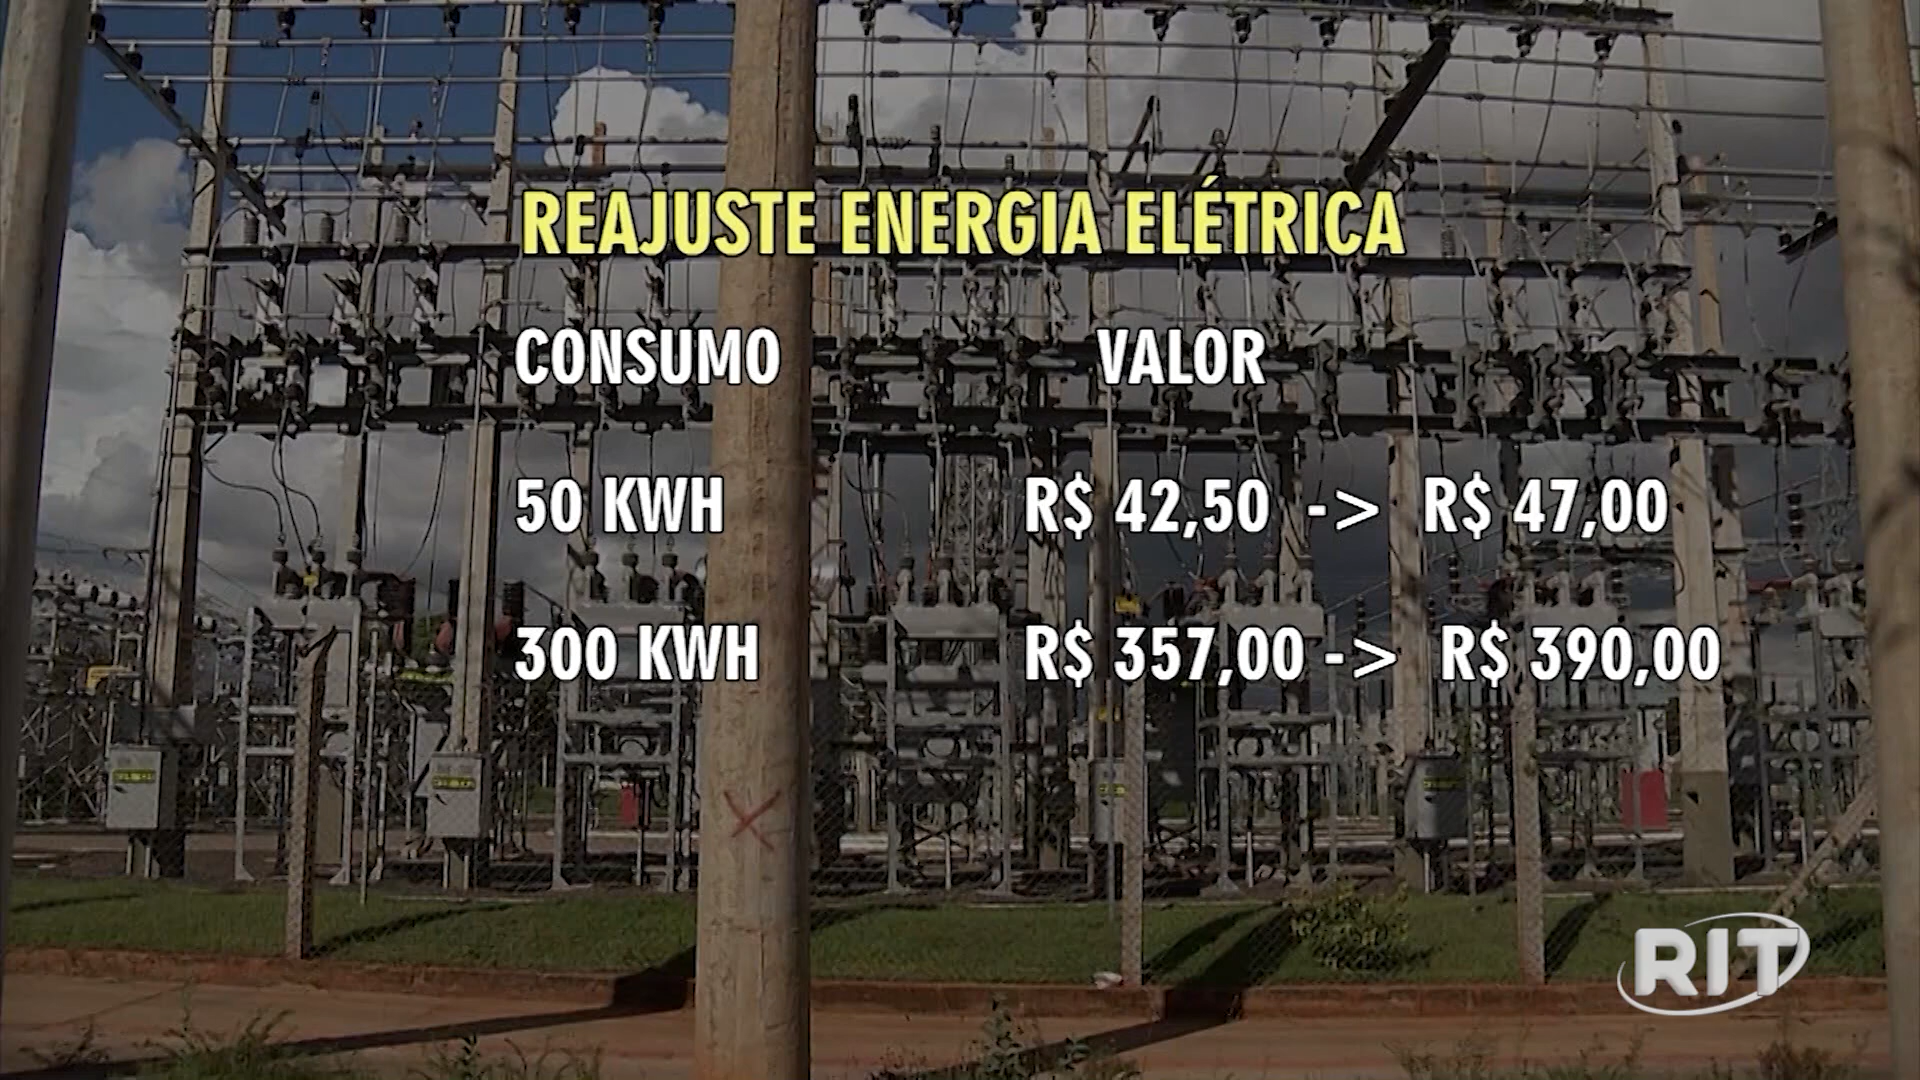 REAJUSTE ENERGIA ELÉTRICA
CONSUMO VALOR
50 KWH R$ 42,50 -> R$ 47,00
300 KWH R$ 357,00 -> R$ 390,00
RIT